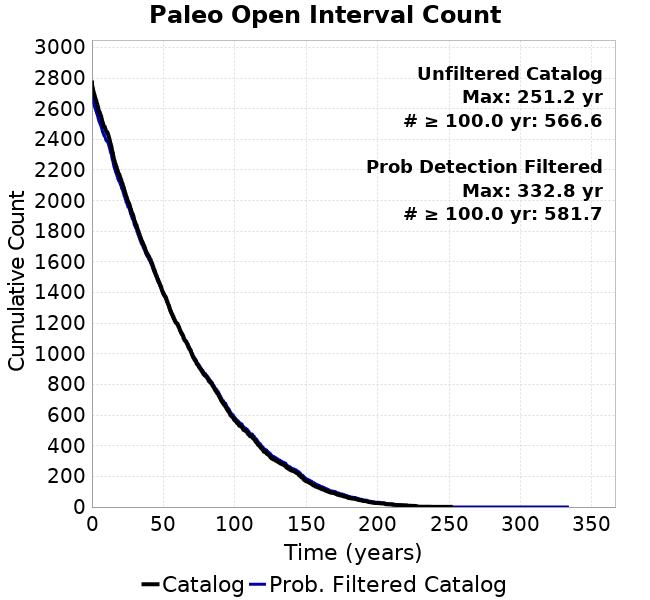 Paleo Open Interval Count
3000
2800
2600
2400
2200
2000
1800
1600
1400
1200
1000
800
600
400
200
0
Cumulative Count
Unfiltered Catalog
Max: 251.2 yr
# ≥ 100.0 yr: 566.6
Prob Detection Filtered
Max: 332.8 yr
# ≥ 100.0 yr: 581.7
0 50 100 150 200 250 300 350
Time (years)
Catalog Prob. Filtered Catalog